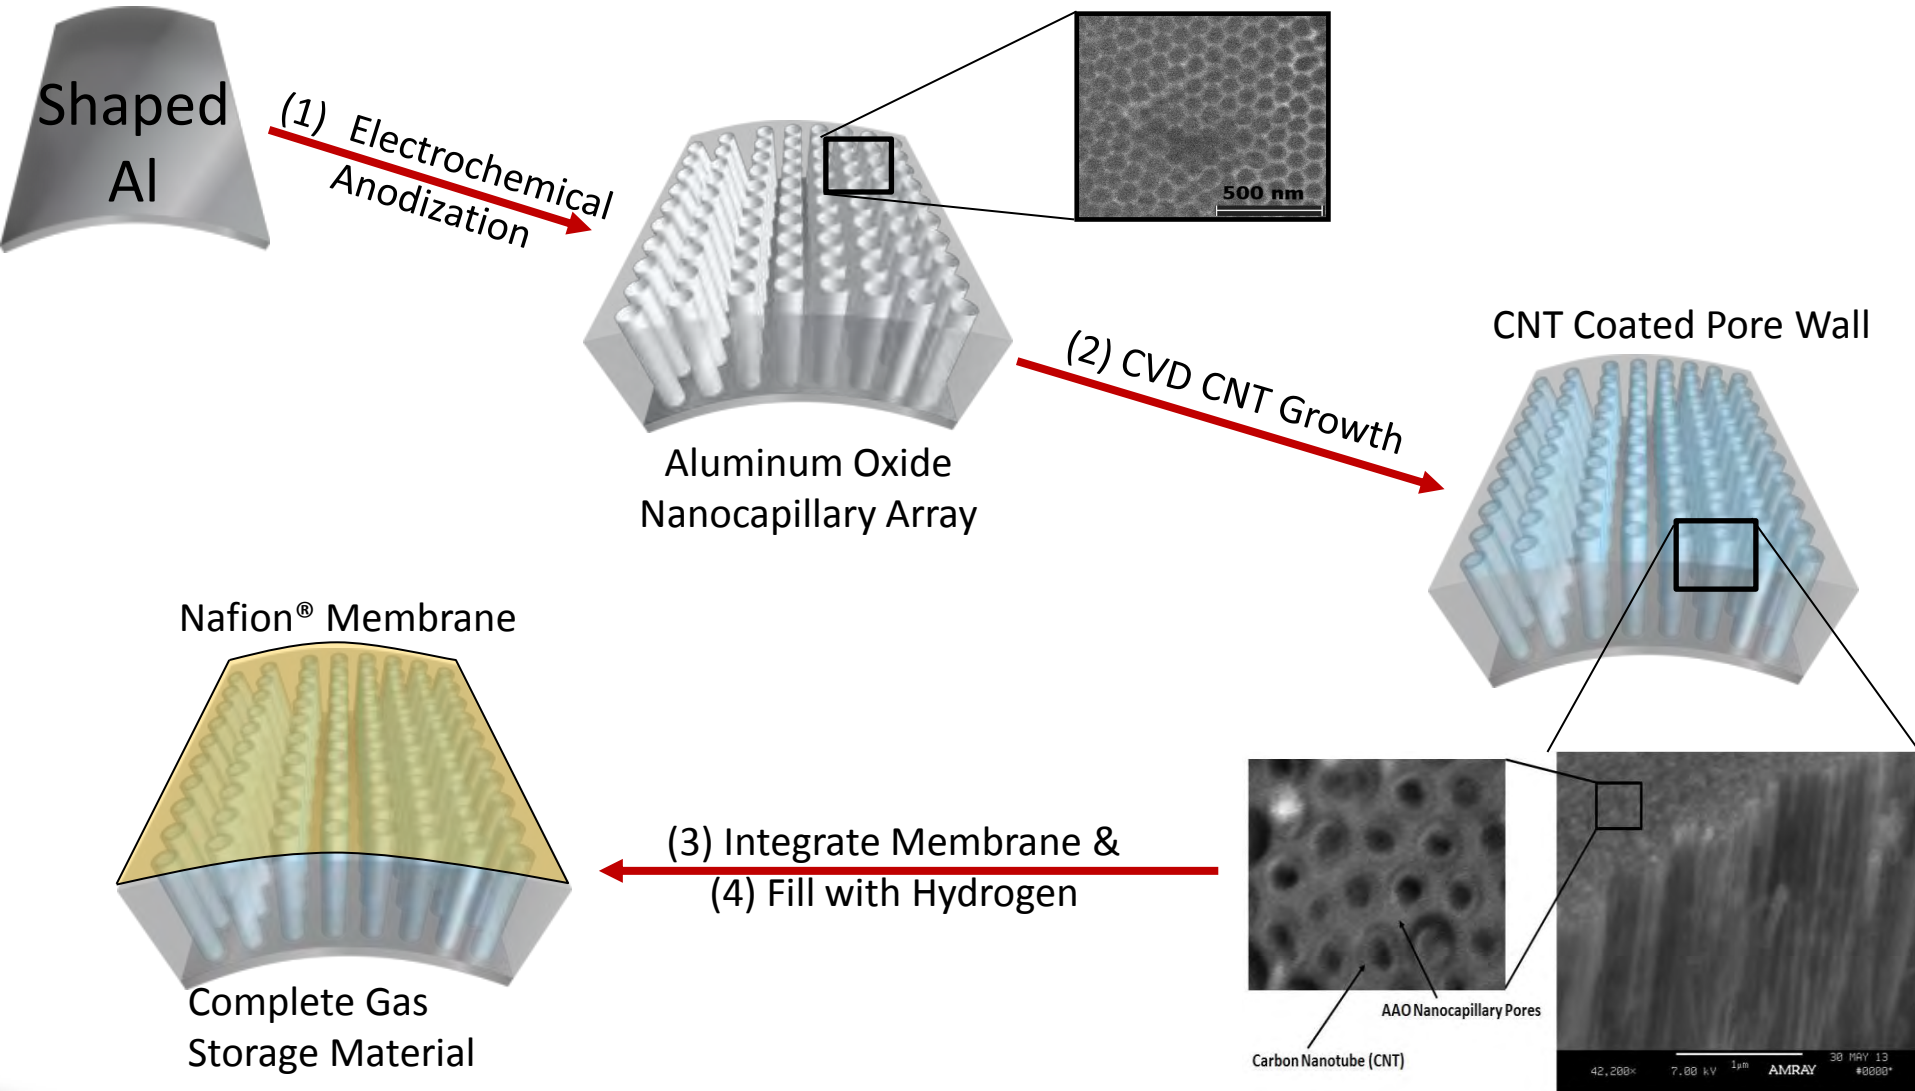 Shaped
Al
(1) Electrochemical
Anodization
500 nm
Aluminum Oxide
Nanocapillary Array
(2) CVD CNT Growth
CNT Coated Pore Wall
Nafion® Membrane
(3) Integrate Membrane &
(4) Fill with Hydrogen
Complete Gas
Storage Material
AAO Nanocapillary Pores
Carbon Nanotube (CNT)
42,200× 7.00 kV 1µm AMRAY 30 MAY 13
#0000*